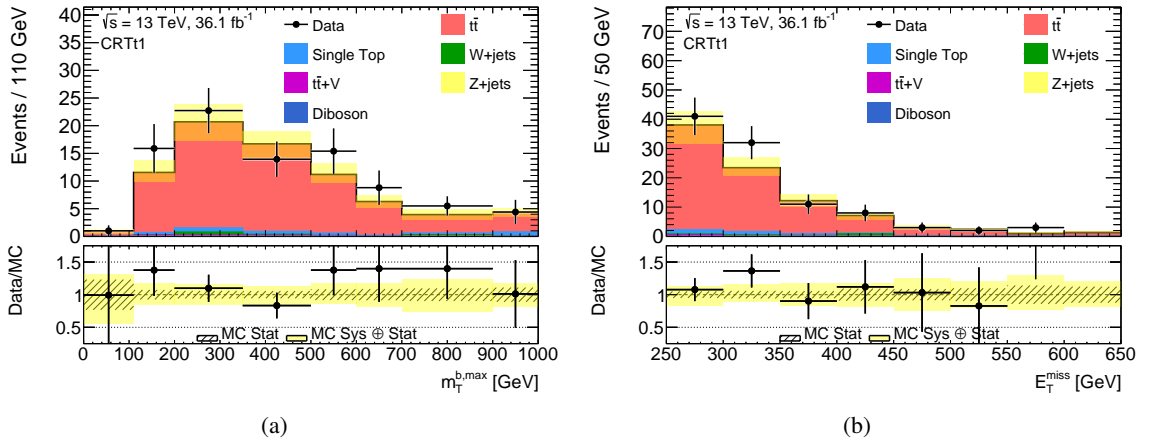 √s = 13 TeV, 36.1 fb⁻¹
CRTt1
Data
tt̄
Single Top
W+jets
tt̄+V
Z+jets
Diboson
Events / 110 GeV
0 5 10 15 20 25 30 35 40
Data/MC
0.5 1 1.5
MC Stat
MC Sys ⊕ Stat
0 100 200 300 400 500 600 700 800 900 1000
m_T^{b,max} [GeV]
(a)
√s = 13 TeV, 36.1 fb⁻¹
CRTt1
Data
tt̄
Single Top
W+jets
tt̄+V
Z+jets
Diboson
Events / 50 GeV
0 10 20 30 40 50 60 70
Data/MC
0.5 1 1.5
MC Stat
MC Sys ⊕ Stat
250 300 350 400 450 500 550 600 650
E_T^{miss} [GeV]
(b)